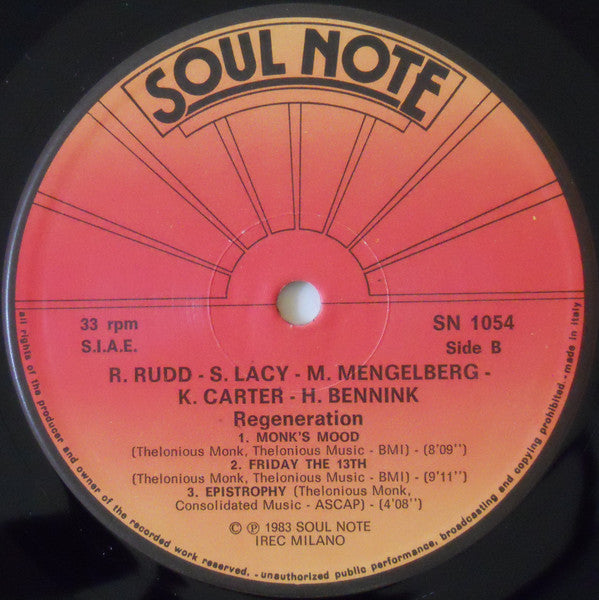 SOUL NOTE
33 rpm
S.I.A.E.
SN 1054
Side B
R. RUDD - S. LACY - M. MENGELBERG -
K. CARTER - H. BENNINK
Regeneration
1. MONK'S MOOD
(Thelonious Monk, Thelonious Music - BMI) - (8'09'')
2. FRIDAY THE 13TH
(Thelonious Monk, Thelonious Music - BMI) - (9'11'')
3. EPISTROPHY (Thelonious Monk,
Consolidated Music - ASCAP) - (4'08'')
© ℗ 1983 SOUL NOTE
IREC MILANO
all rights of the producer and owner of the recorded work reserved. -unauthorized public performance, broadcasting and copying prohibited.-made in italy